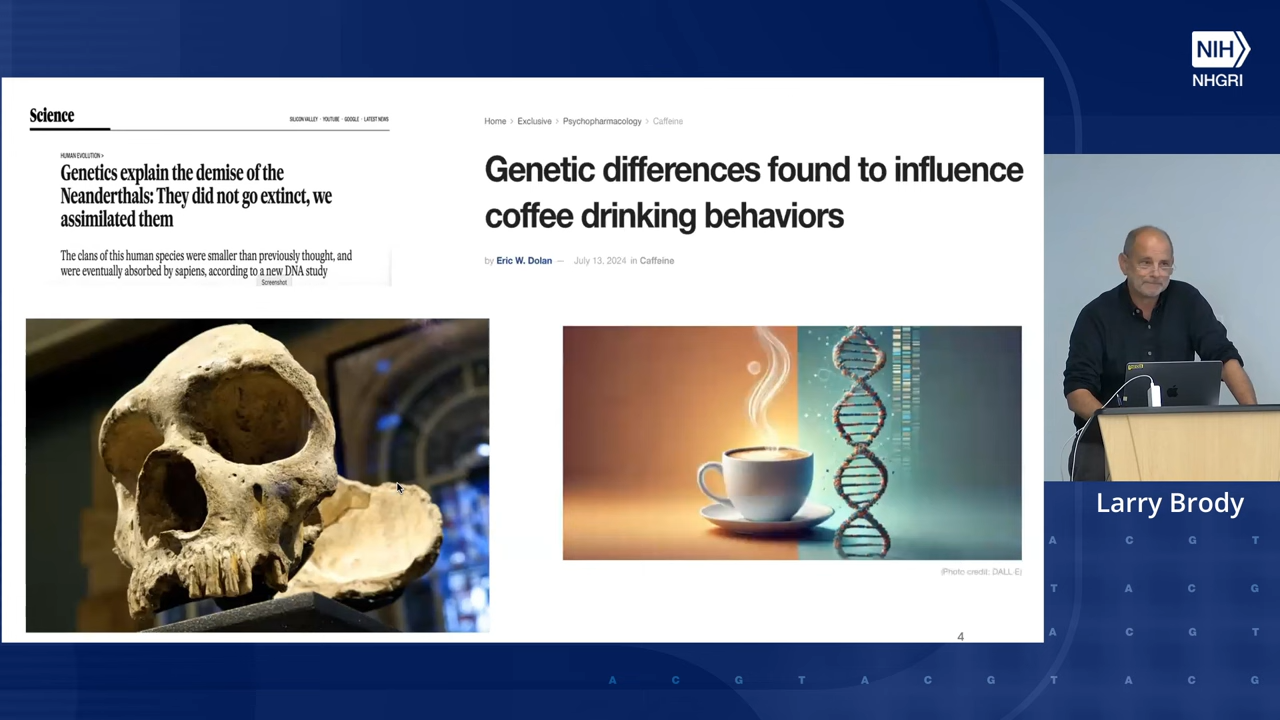 NIH
NHGRI
Science
SILICON VALLEY · YOUTUBE · GOOGLE · LATEST NEWS
HUMAN EVOLUTION >
Genetics explain the demise of the
Neanderthals: They did not go extinct, we
assimilated them
The clans of this human species were smaller than previously thought, and
were eventually absorbed by sapiens, according to a new DNA study
Screenshot
Home > Exclusive > Psychopharmacology > Caffeine
Genetic differences found to influence
coffee drinking behaviors
by Eric W. Dolan — July 13, 2024 in Caffeine
(Photo credit: DALL·E)
4
Larry Brody
A C G T
T A C G
A C G T
A C G T A C G T A C G